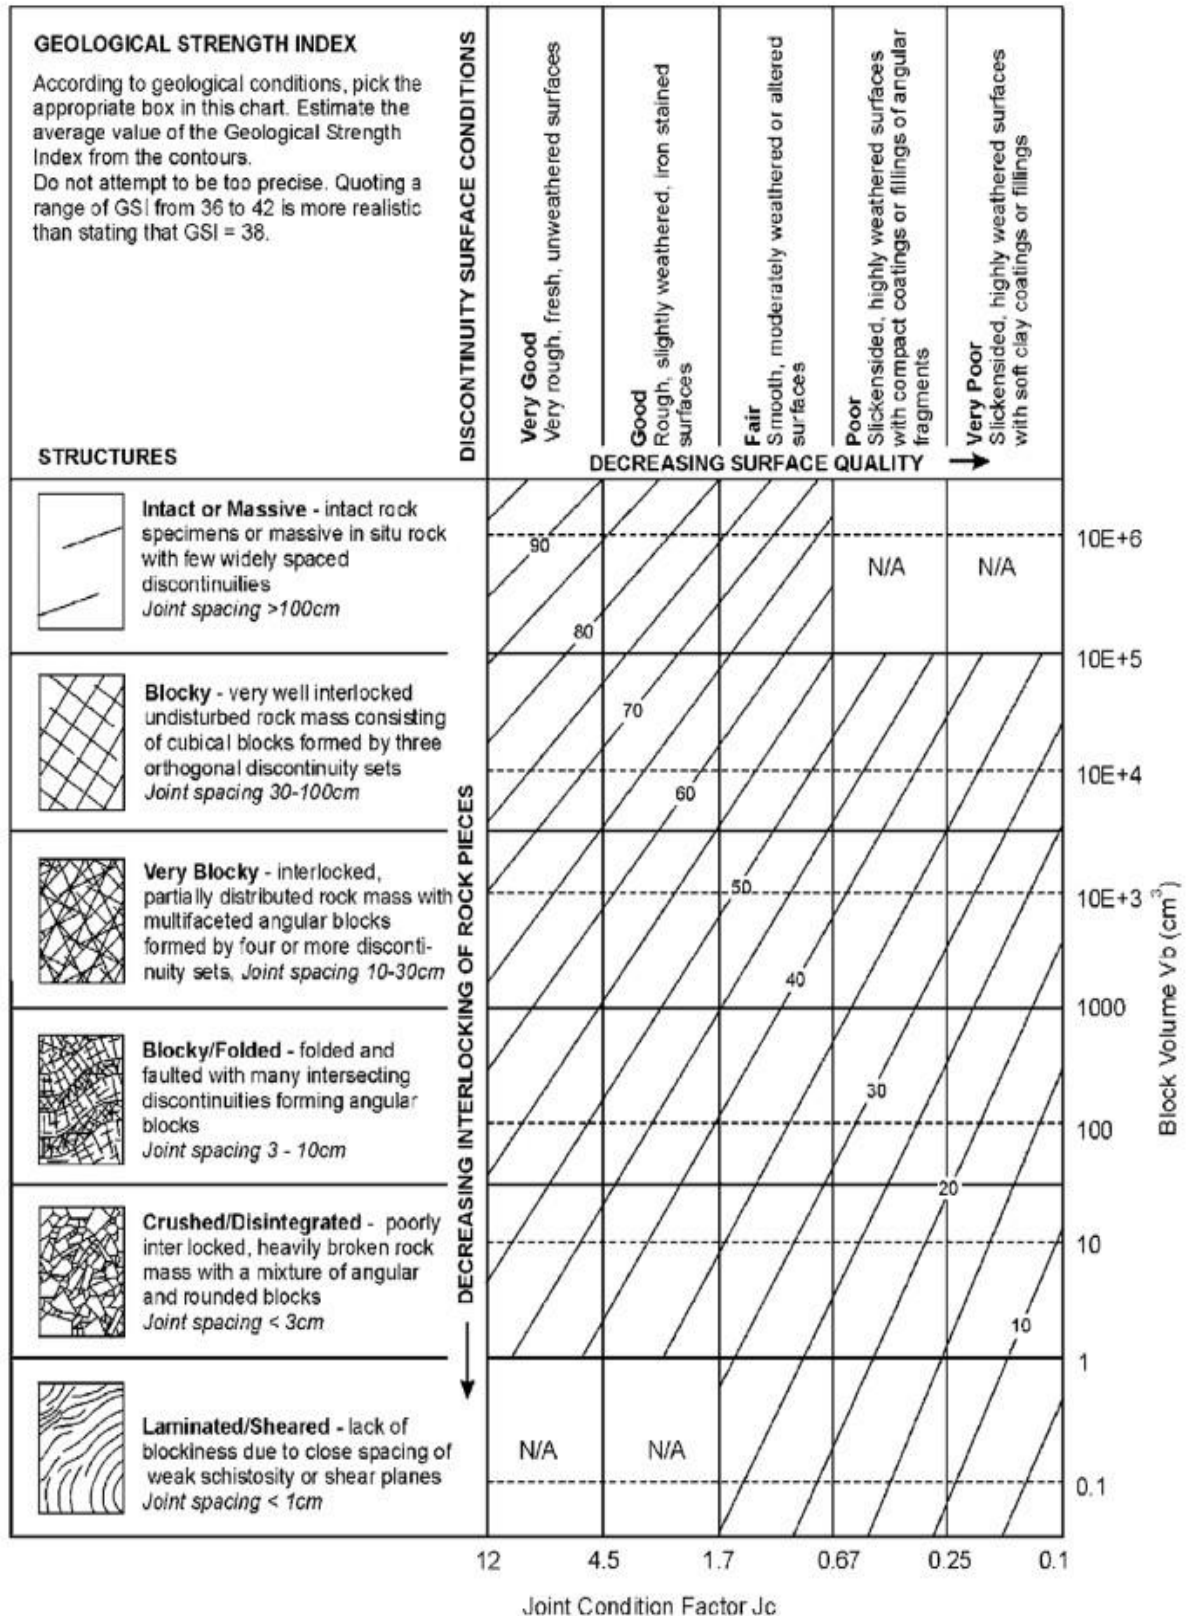 GEOLOGICAL STRENGTH INDEX
According to geological conditions, pick the
appropriate box in this chart. Estimate the
average value of the Geological Strength
Index from the contours.
Do not attempt to be too precise. Quoting a
range of GSI from 36 to 42 is more realistic
than stating that GSI = 38.
STRUCTURES
DISCONTINUITY SURFACE CONDITIONS
Very Good
Very rough, fresh, unweathered surfaces
Good
Rough, slightly weathered, iron stained
surfaces
Fair
Smooth, moderately weathered or altered
surfaces
Poor
Slickensided, highly weathered surfaces
with compact coatings or fillings of angular
fragments
Very Poor
Slickensided, highly weathered surfaces
with soft clay coatings or fillings
DECREASING SURFACE QUALITY
Intact or Massive - intact rock
specimens or massive in situ rock
with few widely spaced
discontinuities
Joint spacing >100cm
Blocky - very well interlocked
undisturbed rock mass consisting
of cubical blocks formed by three
orthogonal discontinuity sets
Joint spacing 30-100cm
Very Blocky - interlocked,
partially distributed rock mass with
multifaceted angular blocks
formed by four or more disconti-
nuity sets, Joint spacing 10-30cm
Blocky/Folded - folded and
faulted with many intersecting
discontinuities forming angular
blocks
Joint spacing 3 - 10cm
Crushed/Disintegrated - poorly
inter locked, heavily broken rock
mass with a mixture of angular
and rounded blocks
Joint spacing < 3cm
Laminated/Sheared - lack of
blockiness due to close spacing of
weak schistosity or shear planes
Joint spacing < 1cm
DECREASING INTERLOCKING OF ROCK PIECES
90
80
70
60
50
40
30
20
10
N/A
N/A
N/A
N/A
10E+6
10E+5
10E+4
10E+3
1000
100
10
1
0.1
Block Volume Vb (cm³)
12
4.5
1.7
0.67
0.25
0.1
Joint Condition Factor Jc